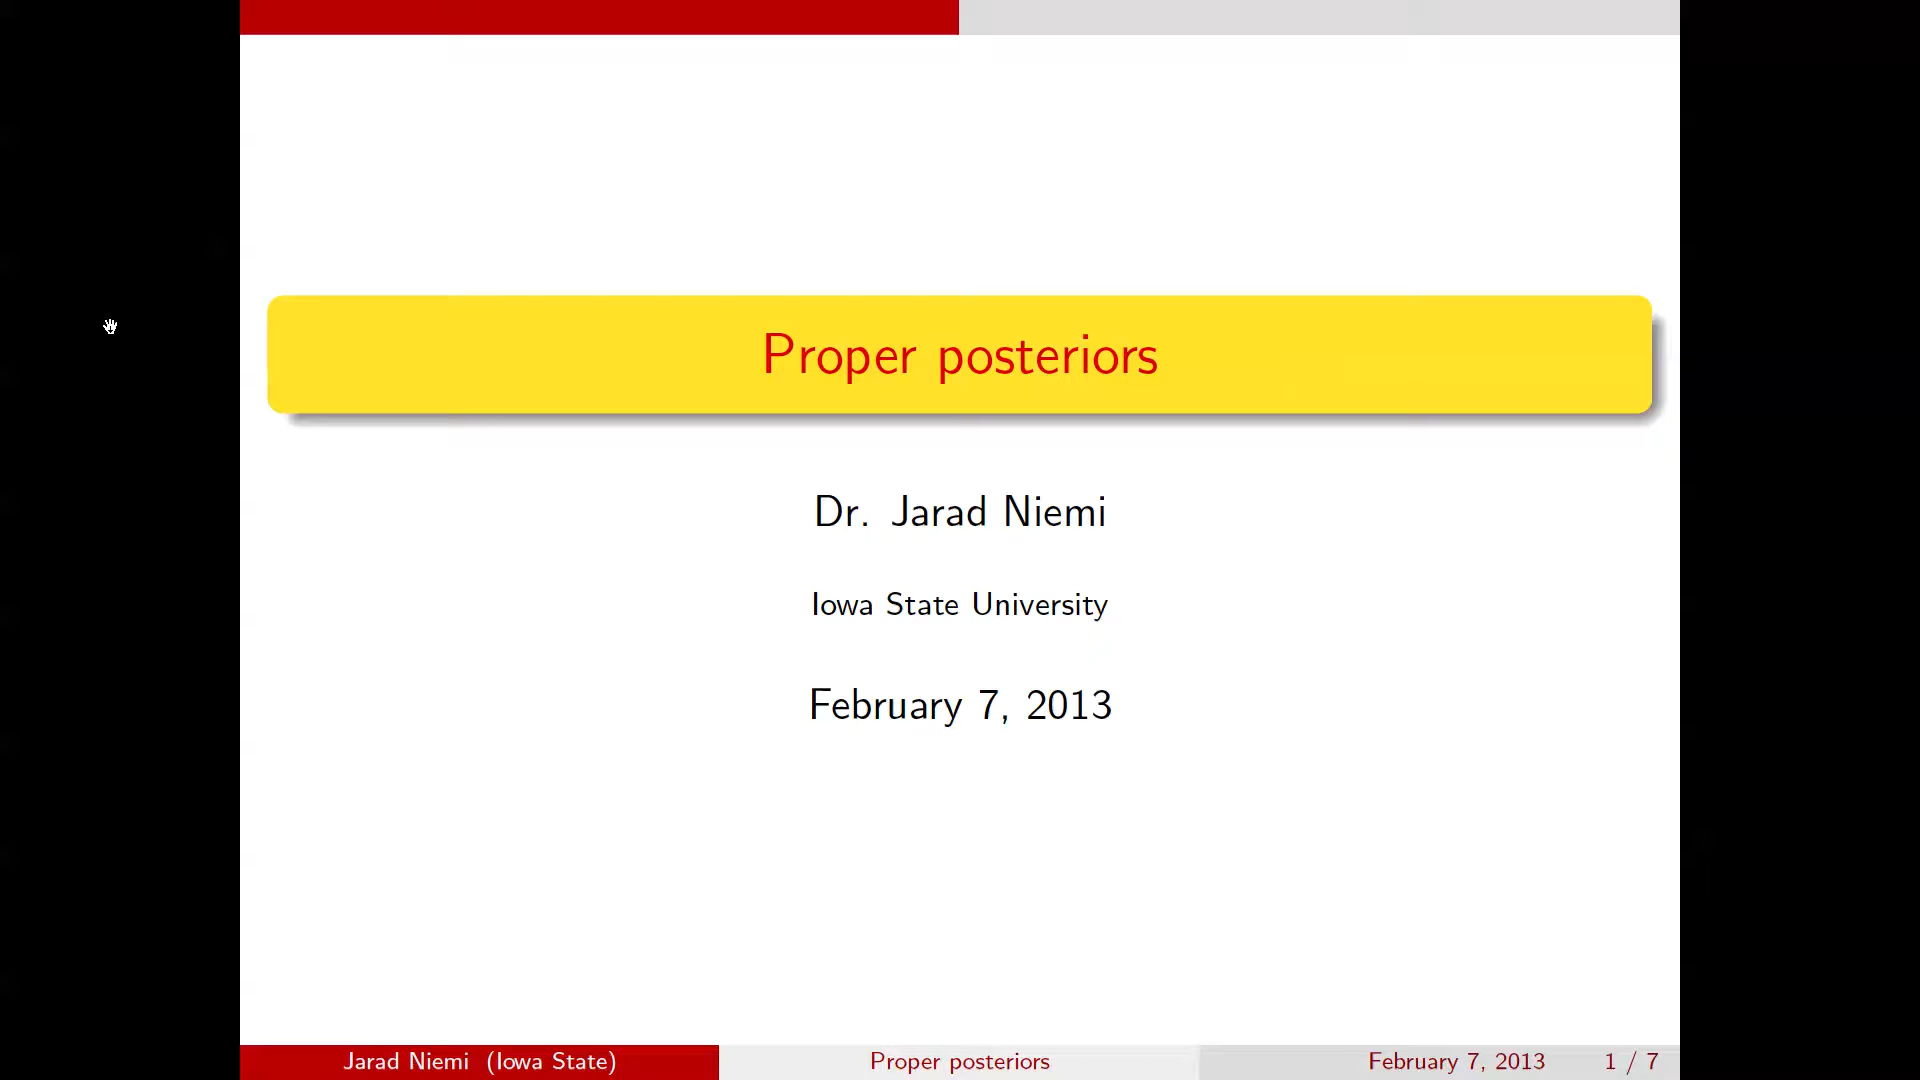 Proper posteriors
Dr. Jarad Niemi
Iowa State University
February 7, 2013
Jarad Niemi (Iowa State) Proper posteriors February 7, 2013 1 / 7